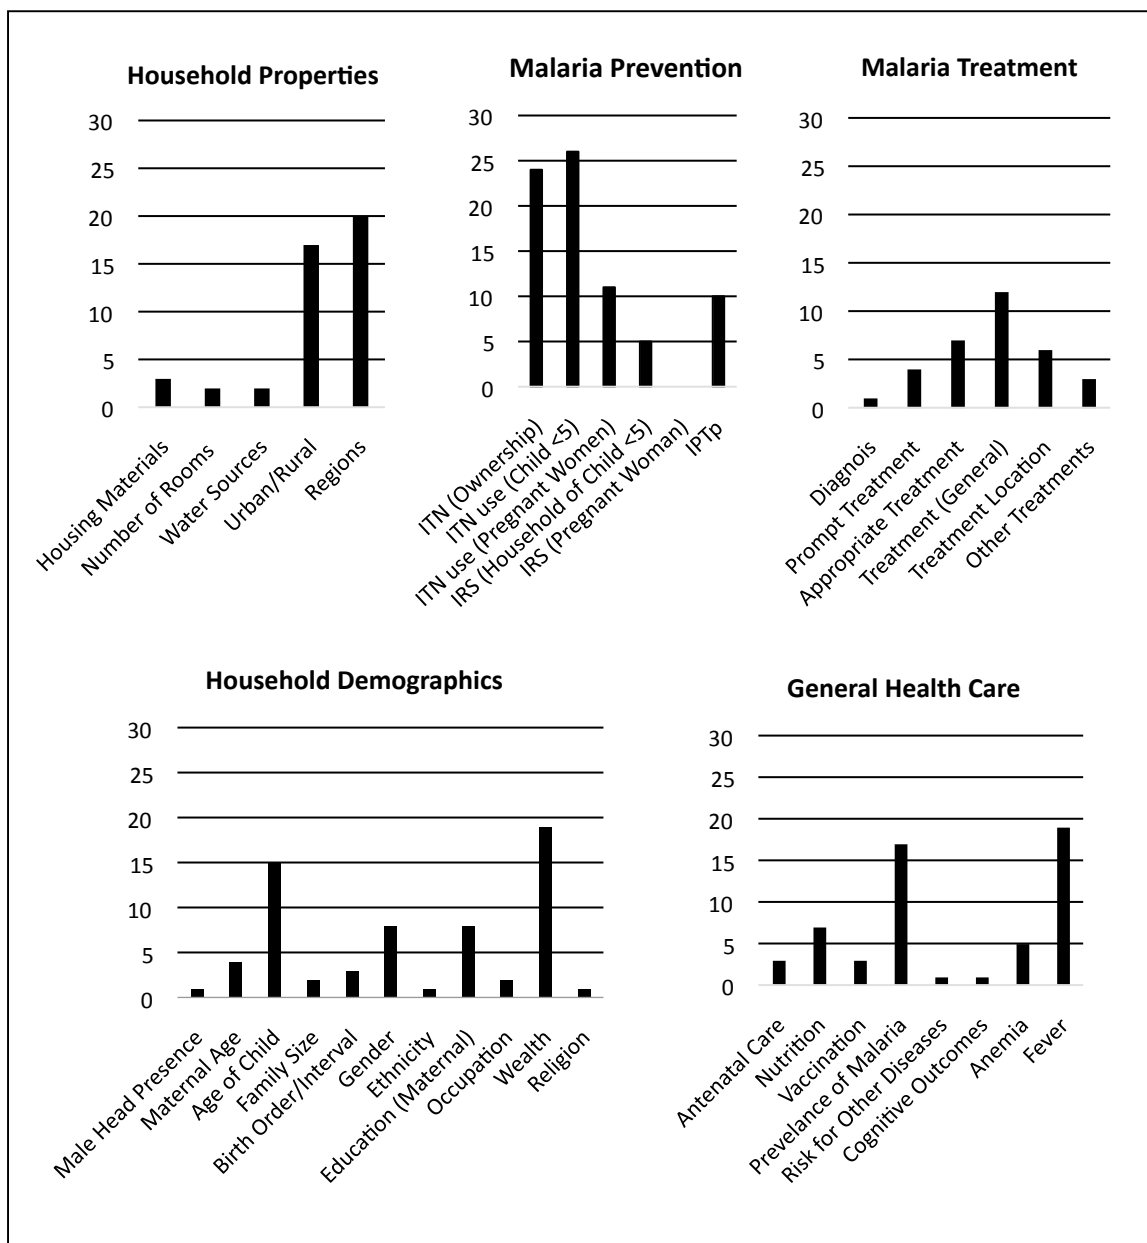 Household Properties
30
25
20
15
10
5
0
Housing Materials
Number of Rooms
Water Sources
Urban/Rural
Regions
Malaria Prevention
30
25
20
15
10
5
0
ITN (Ownership)
ITN use (Child <5)
ITN use (Pregnant Women)
IRS (Household of Child <5)
IRS (Pregnant Woman)
IPTp
Malaria Treatment
30
25
20
15
10
5
0
Diagnosis
Prompt Treatment
Appropriate Treatment
Treatment (General)
Treatment Location
Other Treatments
Household Demographics
30
25
20
15
10
5
0
Male Head Presence
Maternal Age
Age of Child
Family Size
Birth Order/Interval
Gender
Ethnicity
Education (Maternal)
Occupation
Wealth
Religion
General Health Care
30
25
20
15
10
5
0
Antenatal Care
Nutrition
Vaccination
Prevelance of Malaria
Risk for Other Diseases
Cognitive Outcomes
Anemia
Fever